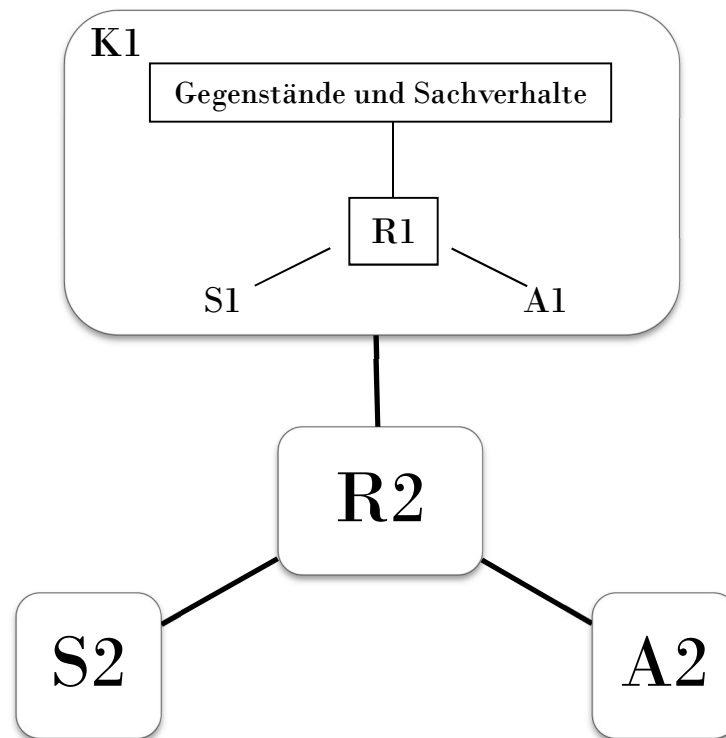 K1
Gegenstände und Sachverhalte
R1
S1 A1
R2
S2 A2